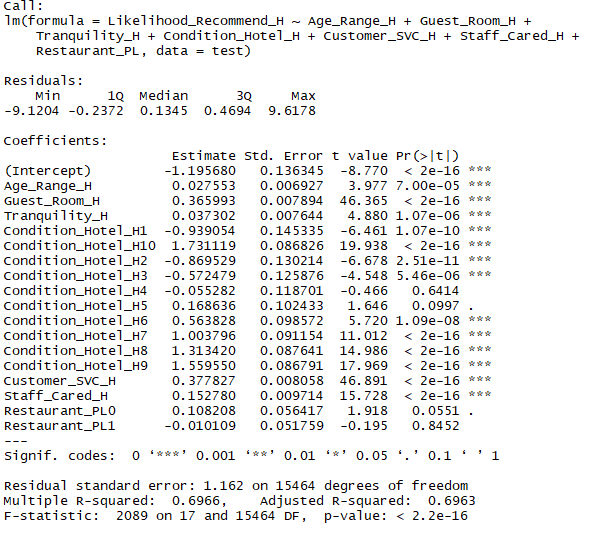 Call:
lm(formula = Likelihood_Recommend_H ~ Age_Range_H + Guest_Room_H +
    Tranquility_H + Condition_Hotel_H + Customer_SVC_H + Staff_Cared_H +
    Restaurant_PL, data = test)

Residuals:
    Min      1Q  Median      3Q     Max
-9.1204 -0.2372  0.1345  0.4694  9.6178

Coefficients:
                     Estimate Std. Error t value Pr(>|t|)
(Intercept)         -1.195680   0.136345  -8.770  < 2e-16 ***
Age_Range_H          0.027553   0.006927   3.977 7.00e-05 ***
Guest_Room_H         0.365993   0.007894  46.365  < 2e-16 ***
Tranquility_H        0.037302   0.007644   4.880 1.07e-06 ***
Condition_Hotel_H1  -0.939054   0.145335  -6.461 1.07e-10 ***
Condition_Hotel_H10  1.731119   0.086826  19.938  < 2e-16 ***
Condition_Hotel_H2  -0.869529   0.130214  -6.678 2.51e-11 ***
Condition_Hotel_H3  -0.572479   0.125876  -4.548 5.46e-06 ***
Condition_Hotel_H4  -0.055282   0.118701  -0.466   0.6414
Condition_Hotel_H5   0.168636   0.102433   1.646   0.0997 .
Condition_Hotel_H6   0.563828   0.098572   5.720 1.09e-08 ***
Condition_Hotel_H7   1.003796   0.091154  11.012  < 2e-16 ***
Condition_Hotel_H8   1.313420   0.087641  14.986  < 2e-16 ***
Condition_Hotel_H9   1.559550   0.086791  17.969  < 2e-16 ***
Customer_SVC_H       0.377827   0.008058  46.891  < 2e-16 ***
Staff_Cared_H        0.152780   0.009714  15.728  < 2e-16 ***
Restaurant_PL0       0.108208   0.056417   1.918   0.0551 .
Restaurant_PL1      -0.010109   0.051759  -0.195   0.8452
---
Signif. codes:  0 ‘***’ 0.001 ‘**’ 0.01 ‘*’ 0.05 ‘.’ 0.1 ‘ ’ 1

Residual standard error: 1.162 on 15464 degrees of freedom
Multiple R-squared:  0.6966,    Adjusted R-squared:  0.6963
F-statistic:  2089 on 17 and 15464 DF,  p-value: < 2.2e-16